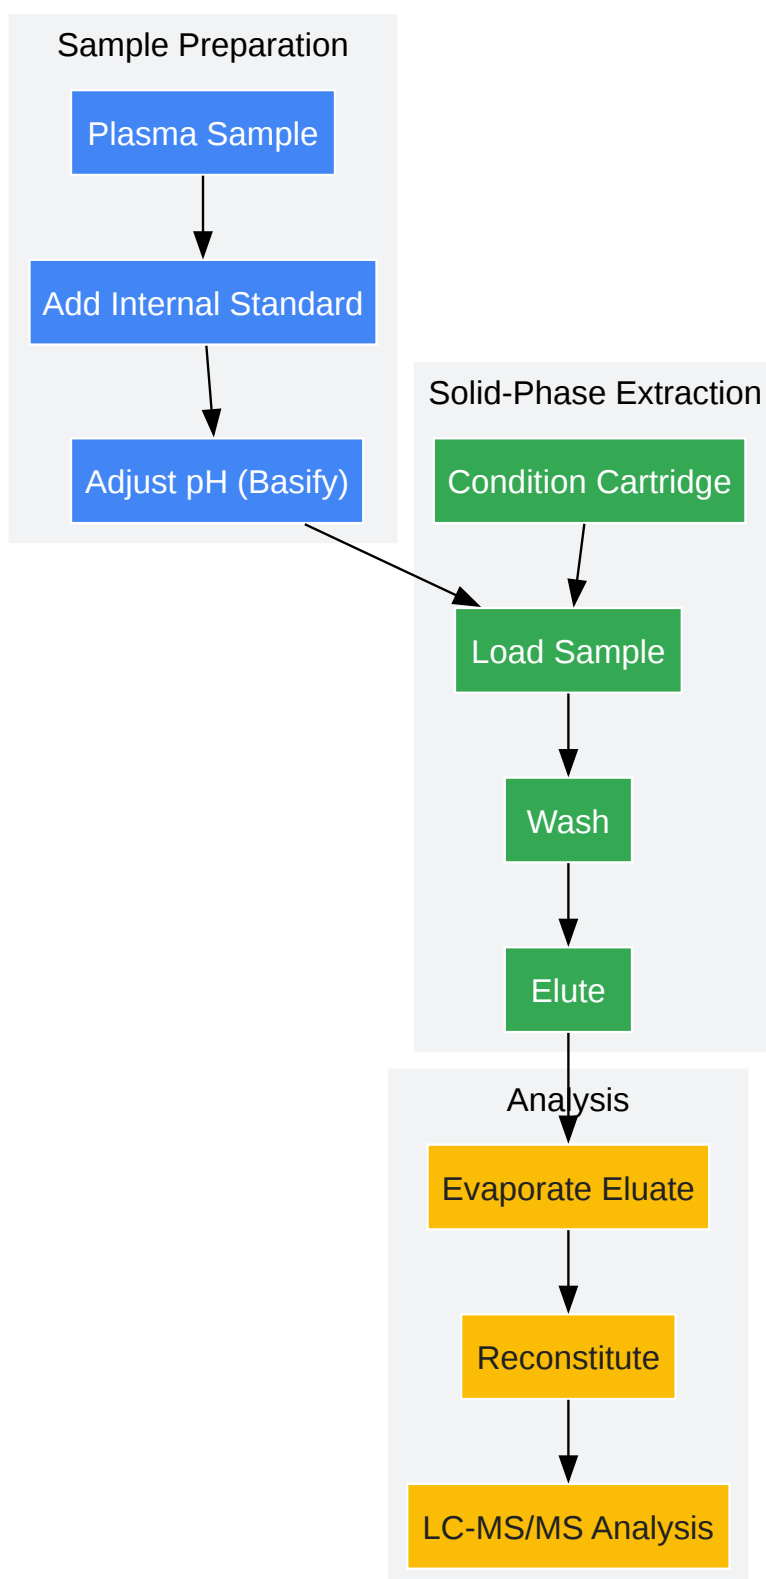 Sample Preparation
Plasma Sample
Add Internal Standard
Adjust pH (Basify)
Solid-Phase Extraction
Condition Cartridge
Load Sample
Wash
Elute
Analysis
Evaporate Eluate
Reconstitute
LC-MS/MS Analysis